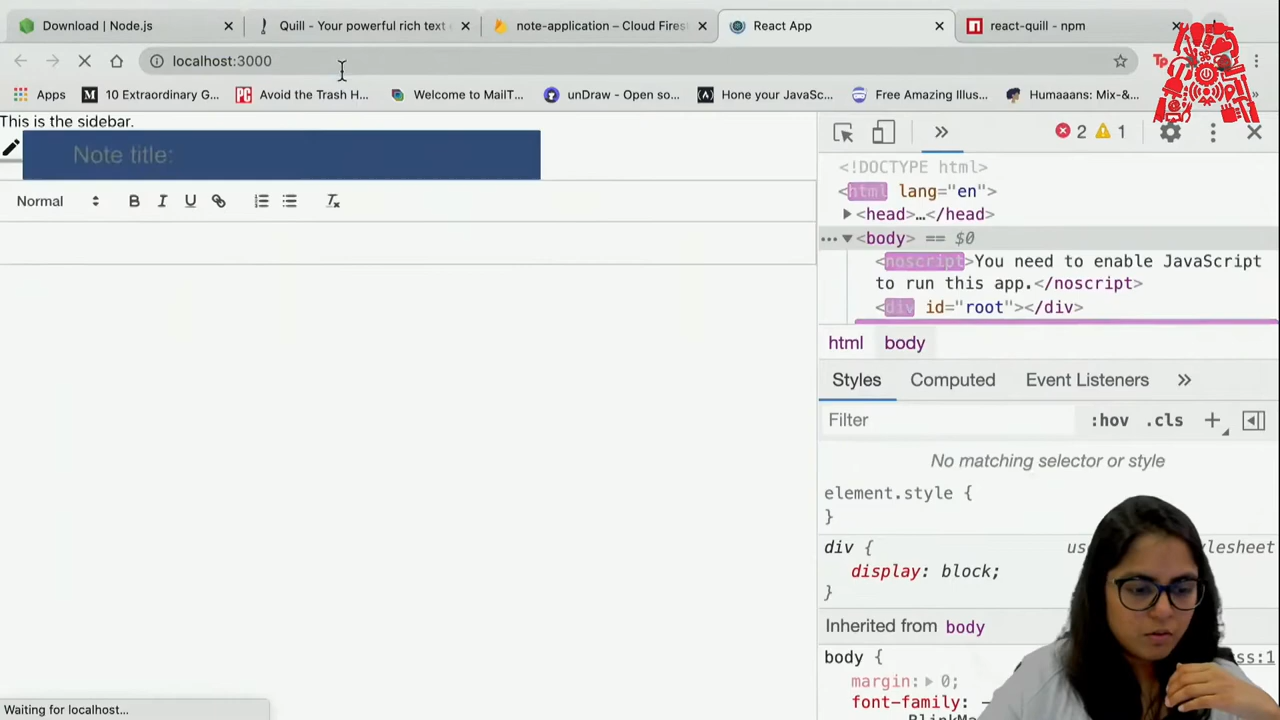 Download | Node.js
Quill - Your powerful rich text e
note-application – Cloud Fires
React App
react-quill - npm
localhost:3000
Tp
Apps
10 Extraordinary G...
Avoid the Trash H...
Welcome to MailT...
unDraw - Open so...
Hone your JavaSc...
Free Amazing Illus...
Humaaans: Mix-&...
This is the sidebar.
Note title:
Normal
2
1
<!DOCTYPE html>
<html lang="en">
<head>…</head>
<body> == $0
<noscript>You need to enable JavaScript
to run this app.</noscript>
<div id="root"></div>
html
body
Styles
Computed
Event Listeners
Filter
:hov
.cls
No matching selector or style
element.style {
}
div {
display: block;
}
Inherited from body
body {
ss:1
margin: 0;
font-family:
Waiting for localhost...